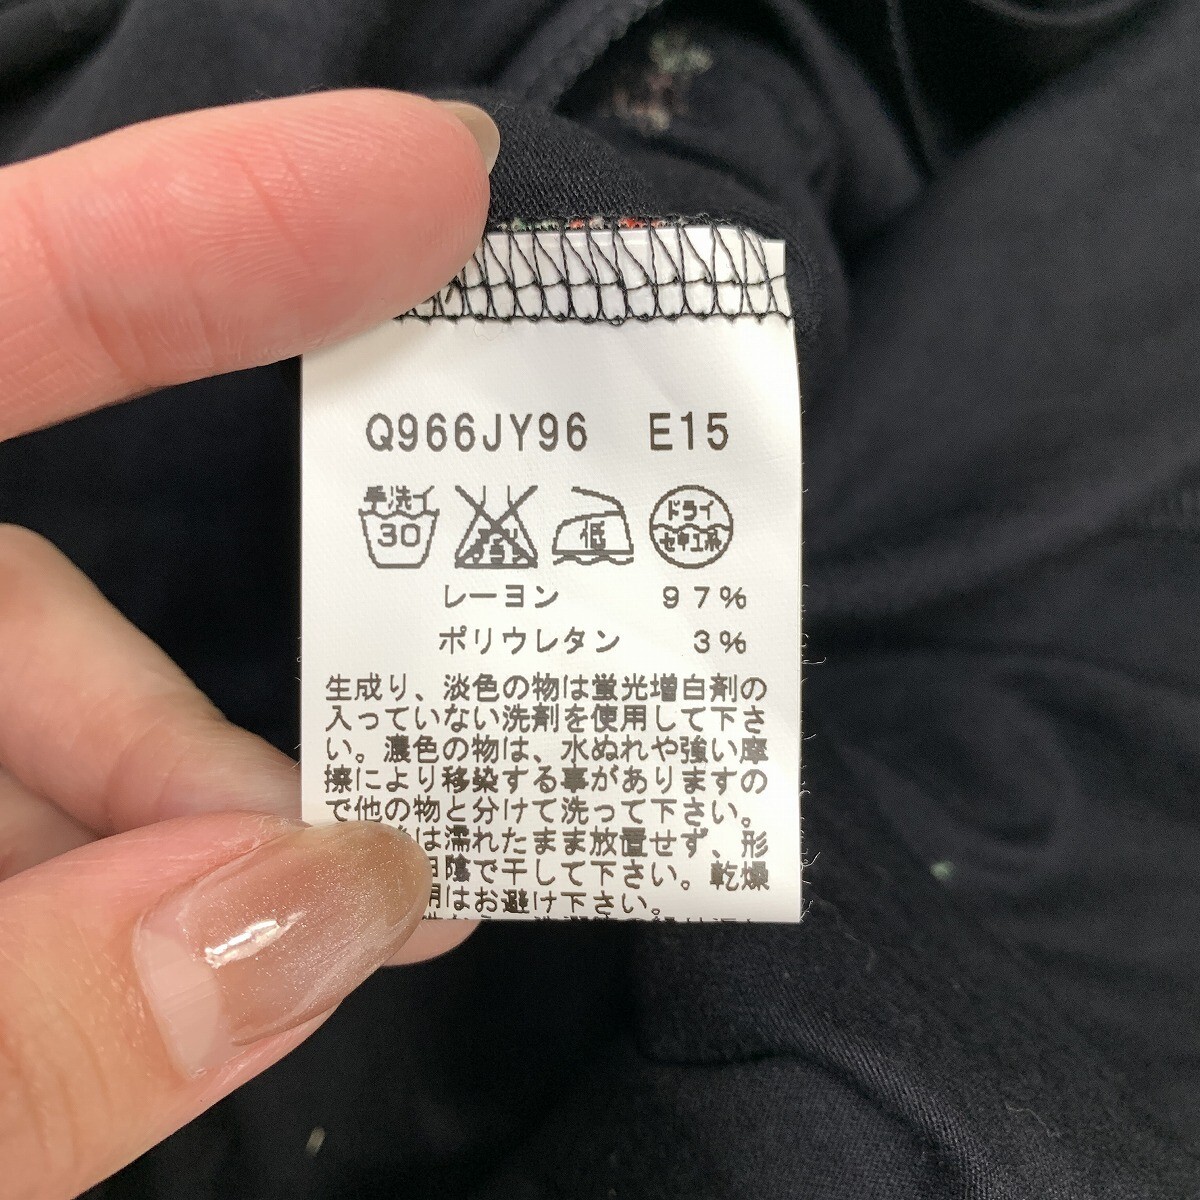 Q966JY96 E15
手洗イ
30
低
ドライ
セキユ系
レーヨン 97%
ポリウレタン 3%
生成り、淡色の物は蛍光増白剤の
入っていない洗剤を使用して下さ
い。濃色の物は、水ぬれや強い摩
擦により移染する事がありますの
で他の物と分けて洗って下さい。
は濡れたまま放置せず、形
陰で干して下さい。乾燥
用はお避け下さい。